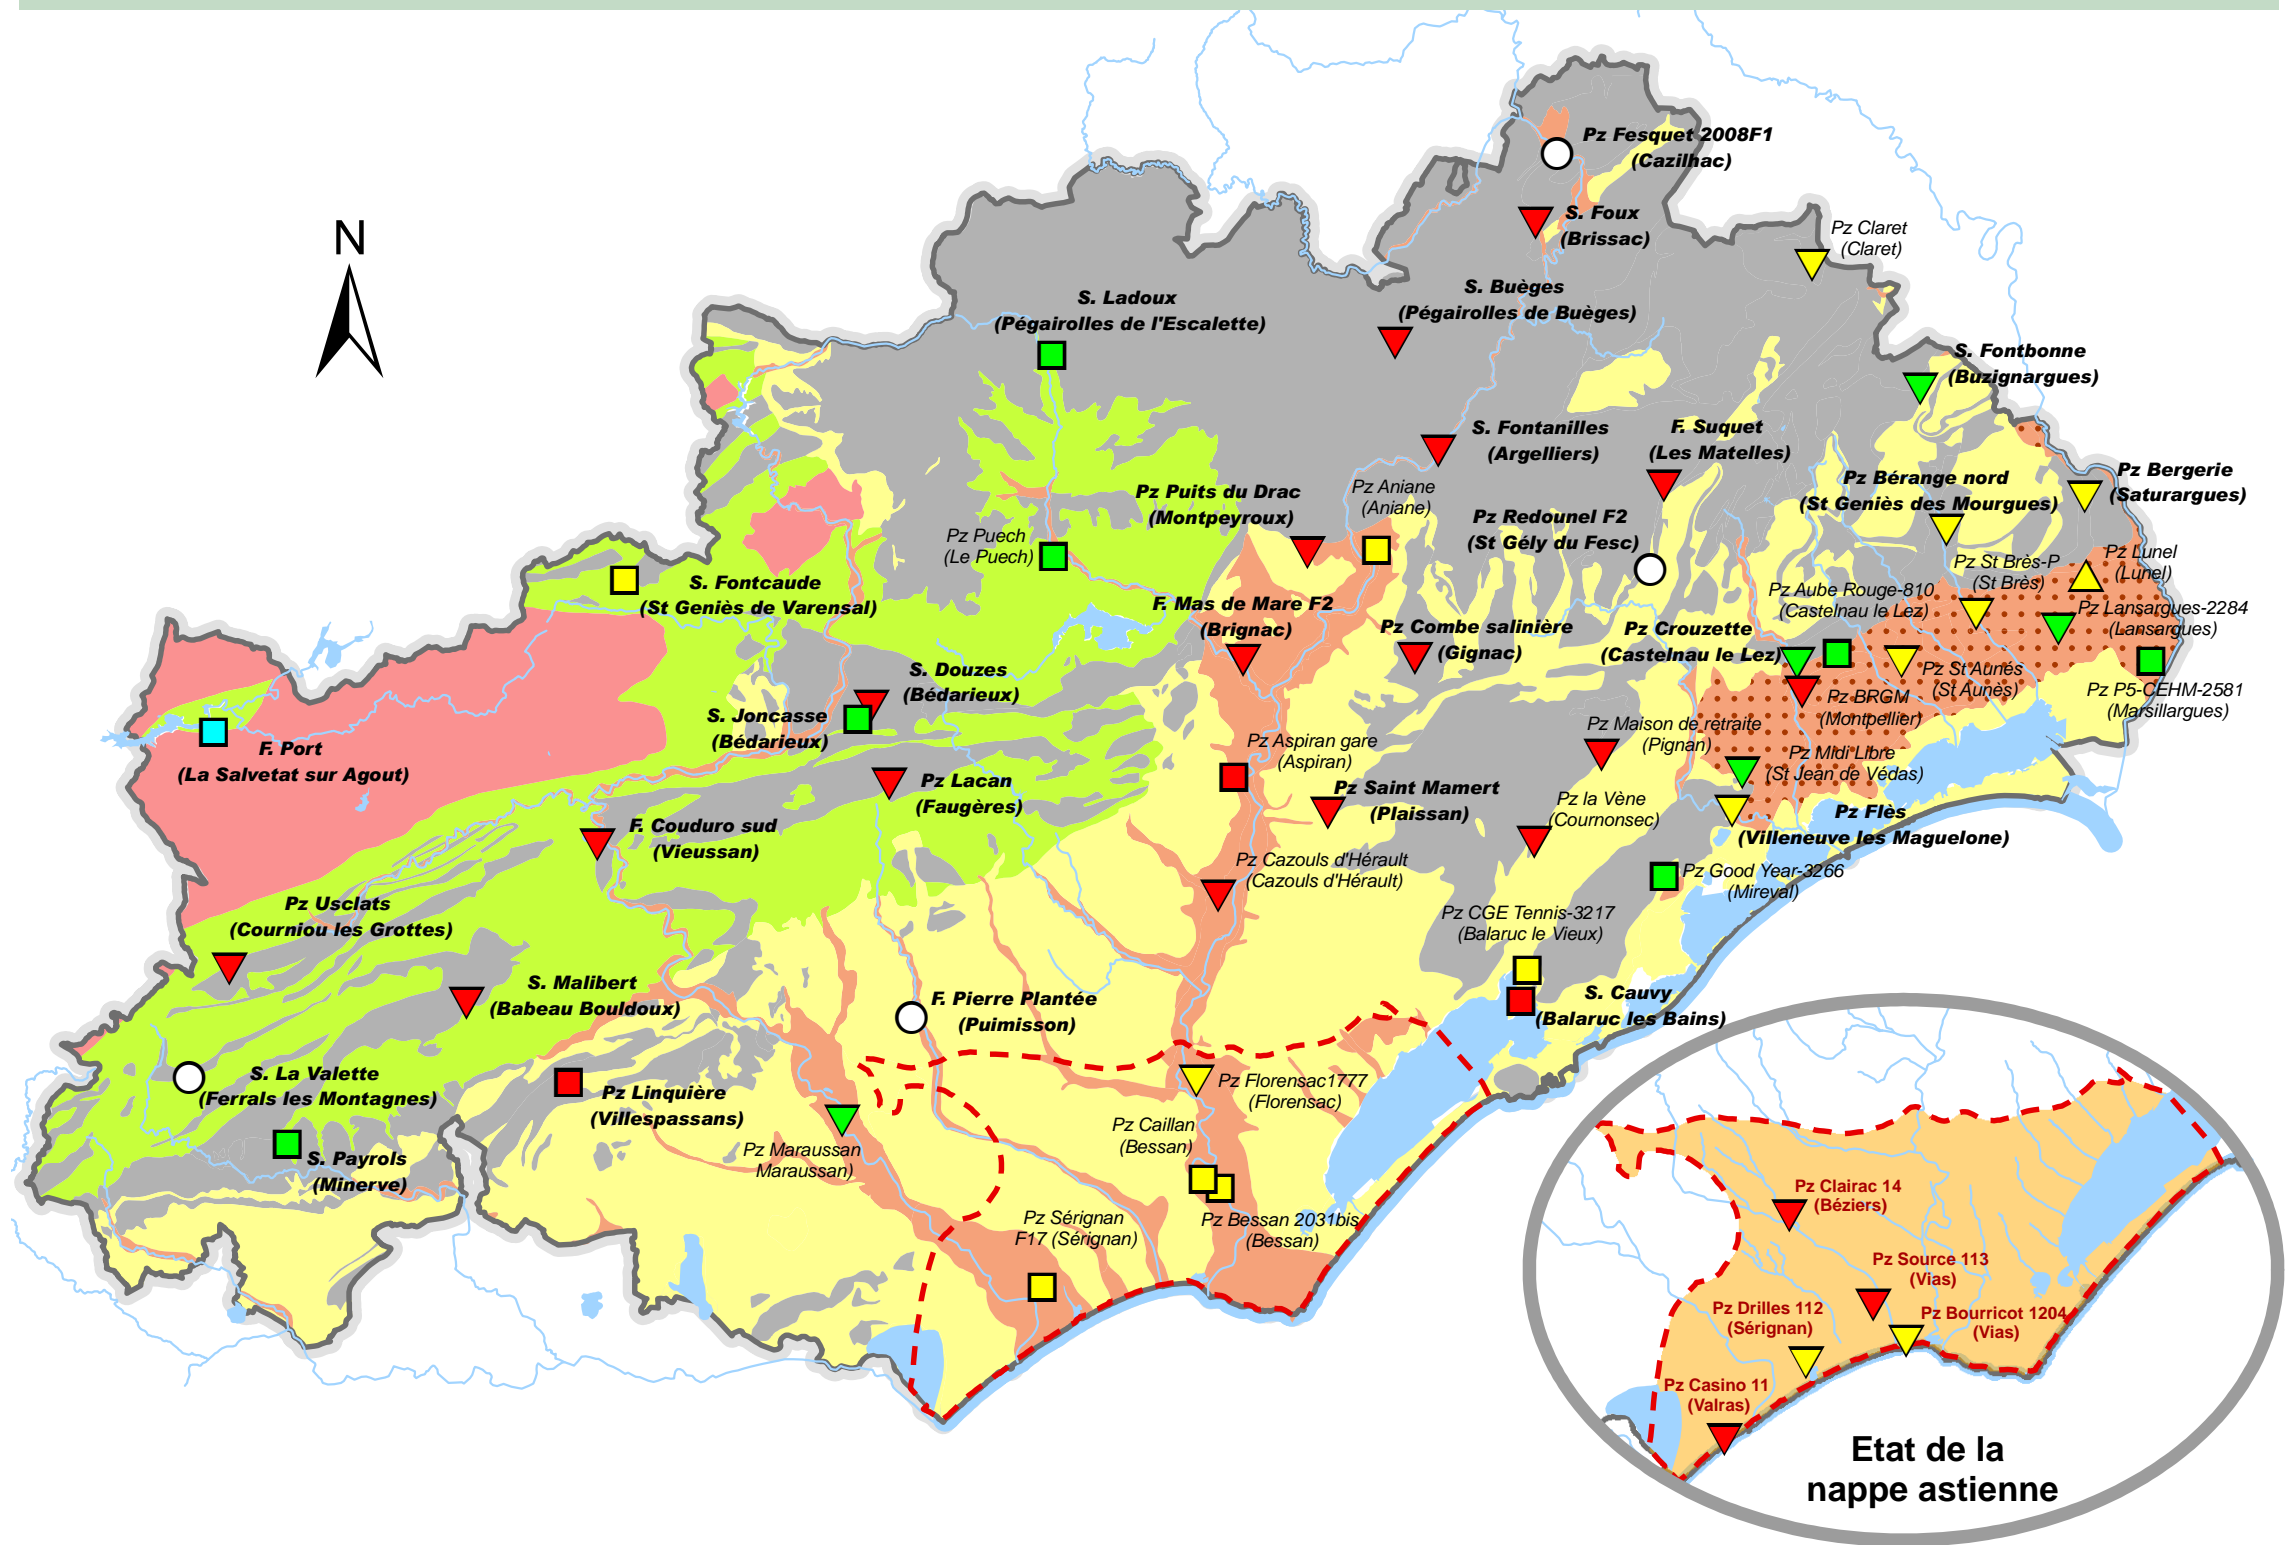 N
Pz Fesquet 2008F1
(Cazilhac)
S. Foux
(Brissac)
Pz Claret
(Claret)
S. Buèges
(Pégairolles de Buèges)
S. Ladoux
(Pégairolles de l'Escalette)
S. Fontbonne
(Buzignargues)
S. Fontanilles
(Argelliers)
F. Suquet
(Les Matelles)
Pz Bérange nord
(St Geniès des Mourgues)
Pz Bergerie
(Saturargues)
Pz Puits du Drac
(Montpeyroux)
Pz Aniane
(Aniane)
Pz Redounel F2
(St Gély du Fesc)
Pz Puech
(Le Puech)
Pz St Brès-P
(St Brès)
Pz Lunel
(Lunel)
S. Fontcaude
(St Geniès de Varensal)
Pz Aube Rouge-810
(Castelnau le Lez)
Pz Lansargues-2284
(Lansargues)
F. Mas de Mare F2
(Brignac)
Pz Combe salinière
(Gignac)
Pz Crouzette
(Castelnau le Lez)
S. Douzes
(Bédarieux)
Pz St Aunés
(St Aunès)
Pz P5-CEHM-2581
(Marsillargues)
S. Joncasse
(Bédarieux)
Pz BRGM
(Montpellier)
Pz Maison de retraite
(Pignan)
F. Port
(La Salvetat sur Agout)
Pz Aspiran gare
(Aspiran)
Pz Midi Libre
(St Jean de Védas)
Pz Lacan
(Faugères)
Pz Saint Mamert
(Plaissan)
Pz la Vène
(Cournonsec)
Pz Flès
(Villeneuve les Maguelone)
F. Couduro sud
(Vieussan)
Pz Cazouls d'Hérault
(Cazouls d'Hérault)
Pz Good Year-3266
(Mireval)
Pz Usclats
(Courniou les Grottes)
Pz CGE Tennis-3217
(Balaruc le Vieux)
S. Malibert
(Babeau Bouldoux)
F. Pierre Plantée
(Puimisson)
S. Cauvy
(Balaruc les Bains)
S. La Valette
(Ferrals les Montagnes)
Pz Linquière
(Villespassans)
Pz Florensac1777
(Florensac)
Pz Caillan
(Bessan)
S. Payrols
(Minerve)
Pz Maraussan
Maraussan)
Pz Sérignan
F17 (Sérignan)
Pz Bessan 2031bis
(Bessan)
Pz Clairac 14
(Béziers)
Pz Source 113
(Vias)
Pz Drilles 112
(Sérignan)
Pz Bourricot 1204
(Vias)
Pz Casino 11
(Valras)
Etat de la
nappe astienne